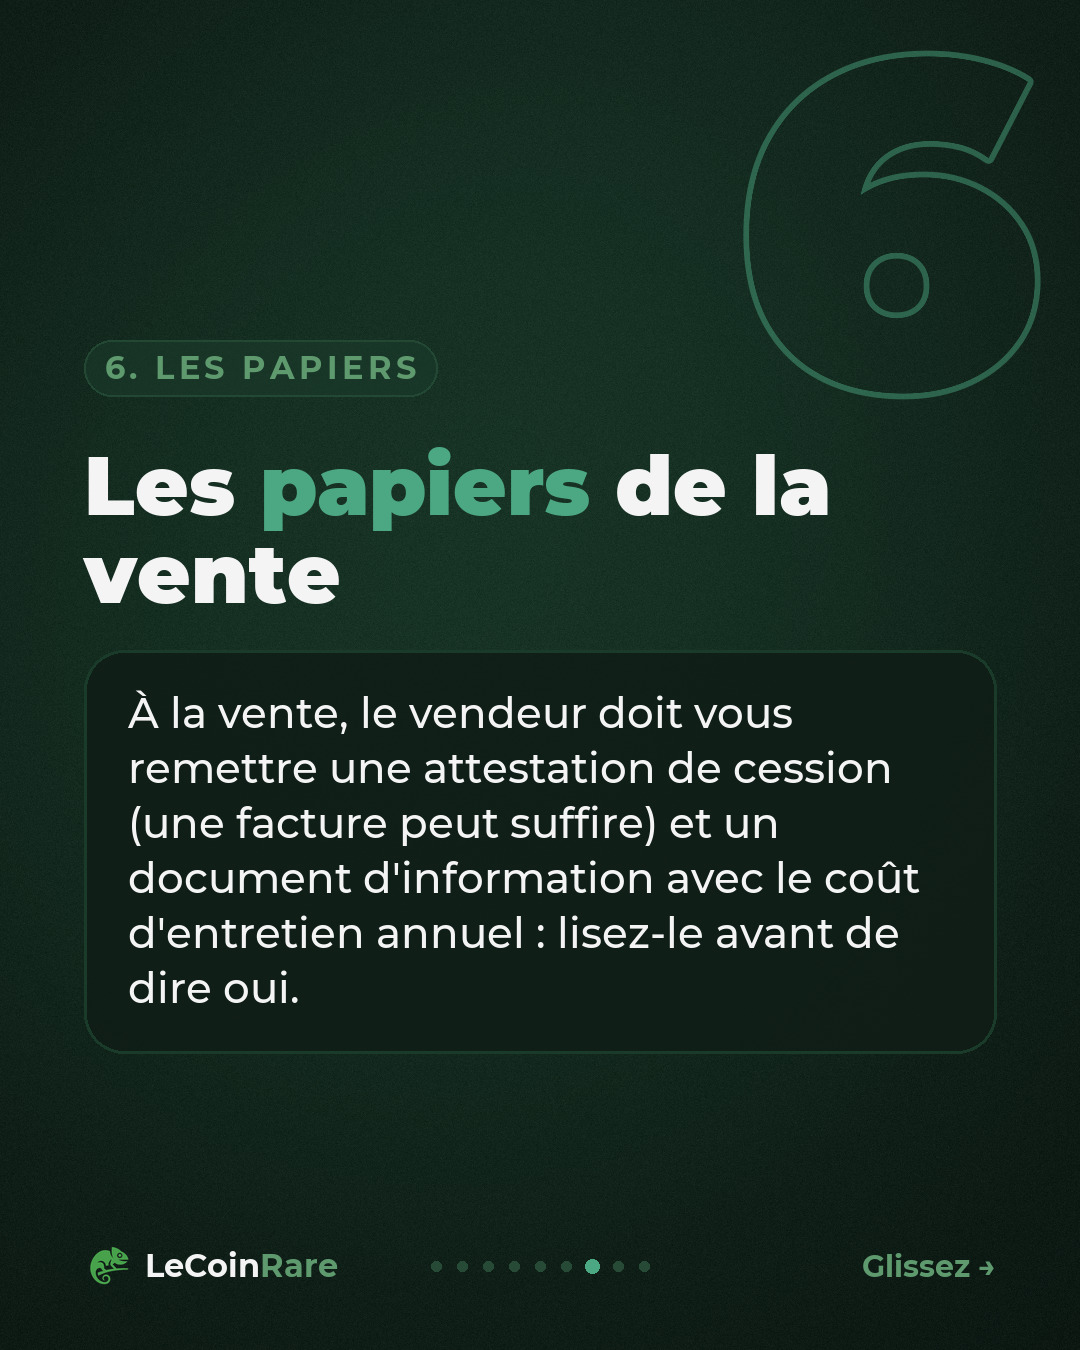 6
6. LES PAPIERS
Les papiers de la
vente
À la vente, le vendeur doit vous
remettre une attestation de cession
(une facture peut suffire) et un
document d'information avec le coût
d'entretien annuel : lisez-le avant de
dire oui.
LeCoinRare
Glissez →